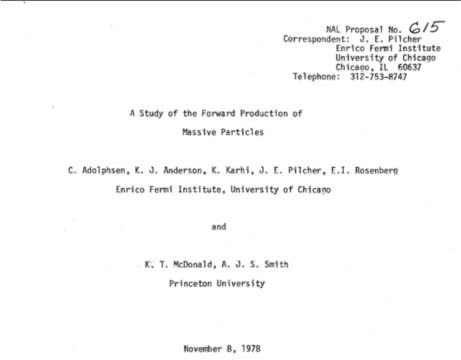 NAL Proposal No. 615
Correspondent: J. E. Pilcher
Enrico Fermi Institute
University of Chicago
Chicago, IL 60637
Telephone: 312-753-8747
A Study of the Forward Production of
Massive Particles
C. Adolphsen, K. J. Anderson, K. Karhi, J. E. Pilcher, E.I. Rosenberg
Enrico Fermi Institute, University of Chicago
and
K. T. McDonald, A. J. S. Smith
Princeton University
November 8, 1978